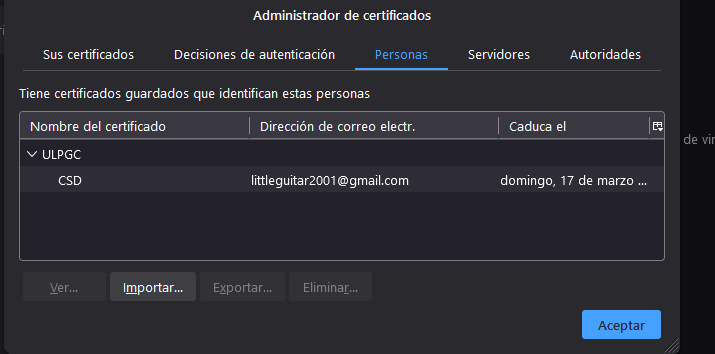 Administrador de certificados
Sus certificados Decisiones de autenticación Personas Servidores Autoridades
Tiene certificados guardados que identifican estas personas
Nombre del certificado Dirección de correo electr. Caduca el
ULPGC
CSD littleguitar2001@gmail.com domingo, 17 de marzo ...
de vir
Ver... Importar... Exportar... Eliminar...
Aceptar